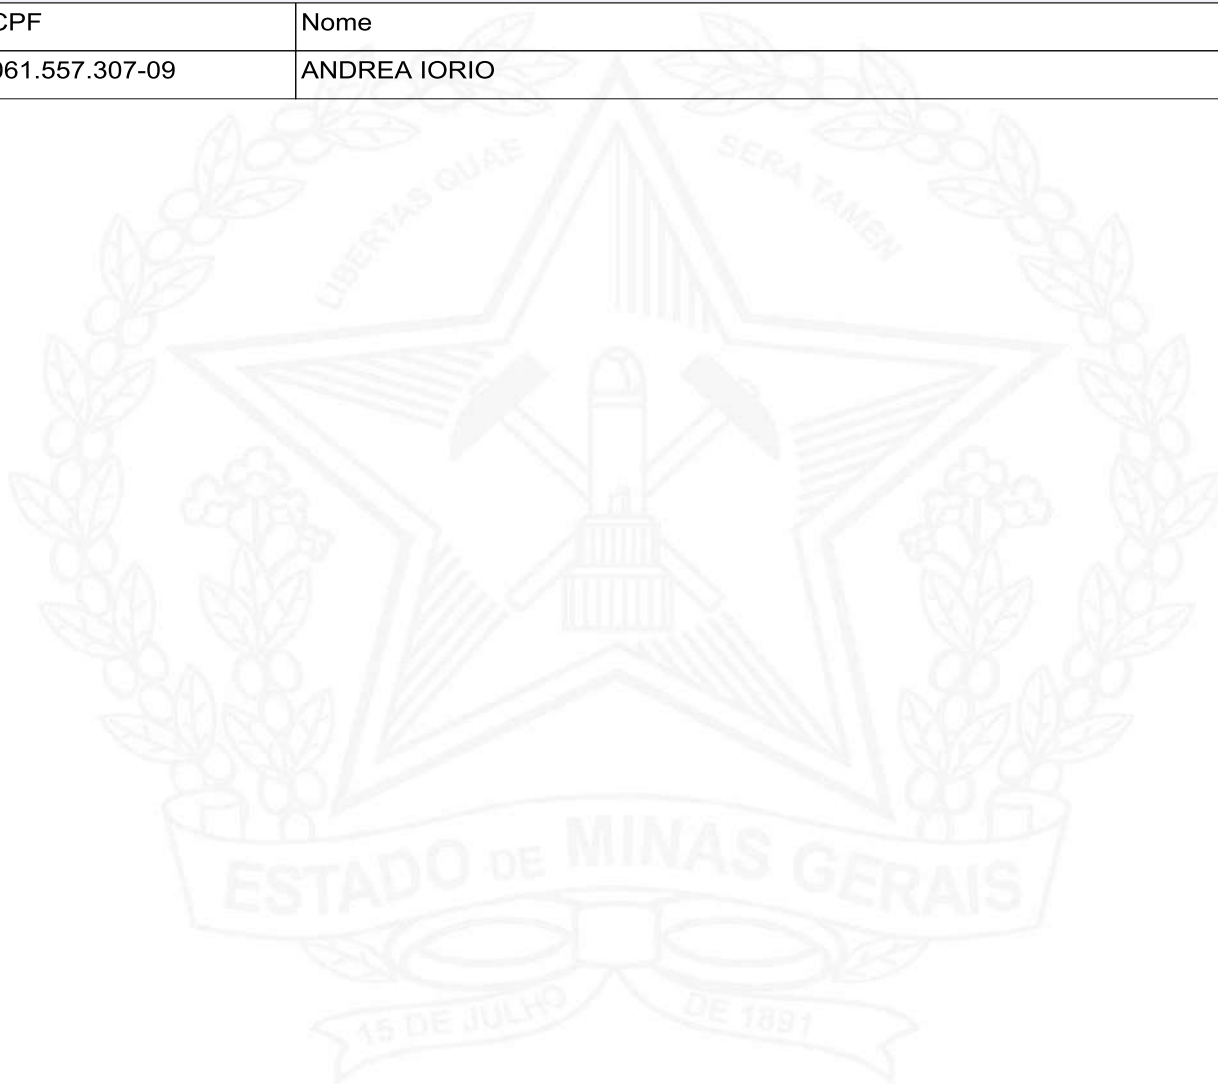 CPF
Nome
061.557.307-09
ANDREA IORIO
LIBERTAS QUAE SERA TAMEN
ESTADO DE MINAS GERAIS
15 DE JULHO DE 1891